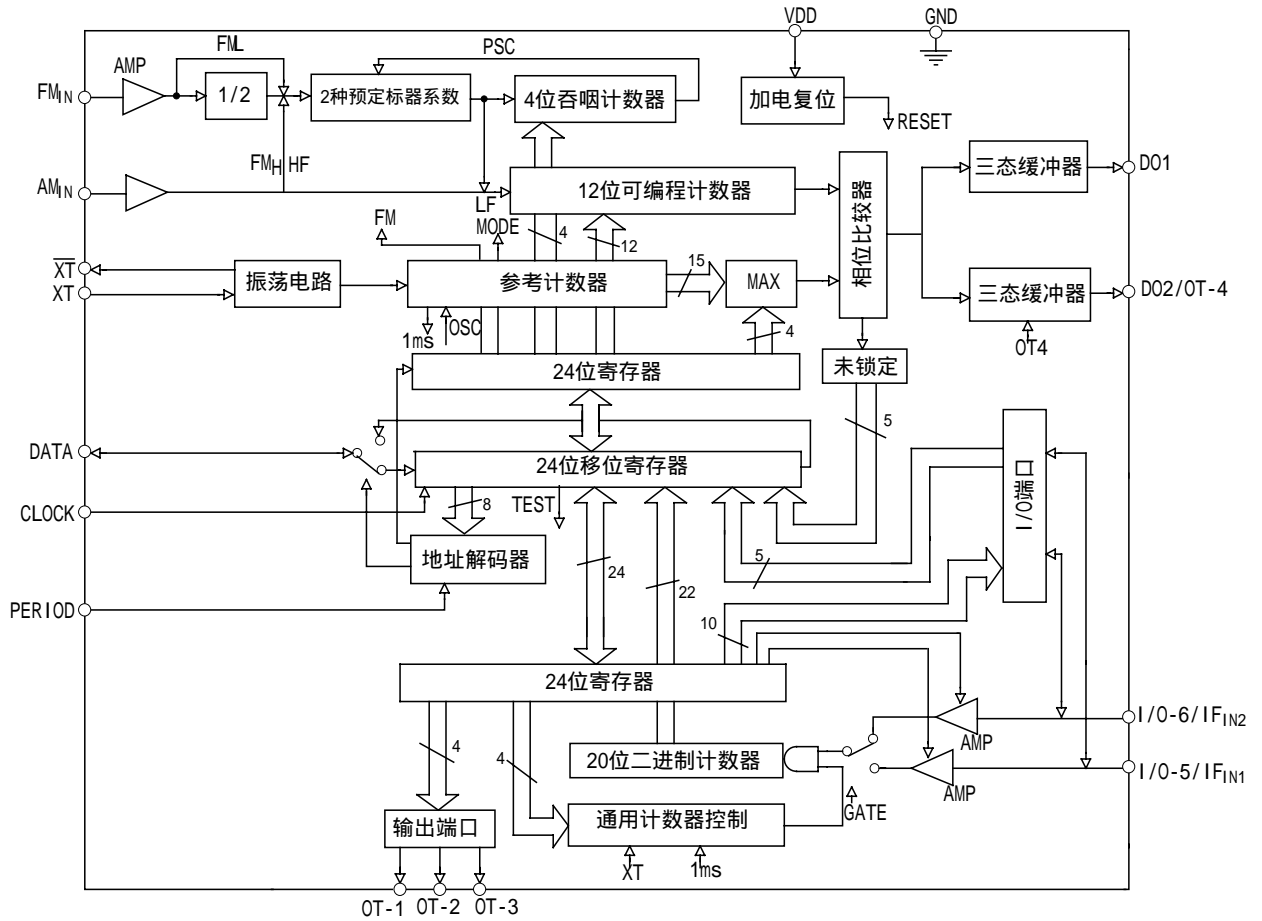 VDD
GND
FML
PSC
AMP
FMIN
1/2
2种预定标器系数
4位吞咽计数器
加电复位
RESET
FMH
HF
三态缓冲器
DO1
AMIN
12位可编程计数器
相位比较器
LF
FM
MODE
4
12
XT
XT
振荡电路
参考计数器
15
MAX
三态缓冲器
DO2/OT-4
1ms
OSC
4
OT4
24位寄存器
未锁定
5
DATA
24位移位寄存器
I/O端口
CLOCK
8
TEST
地址解码器
24
5
22
PERIOD
10
24位寄存器
I/O-6/IFIN2
AMP
4
4
20位二进制计数器
I/O-5/IFIN1
AMP
GATE
输出端口
通用计数器控制
XT
1ms
OT-1
OT-2
OT-3